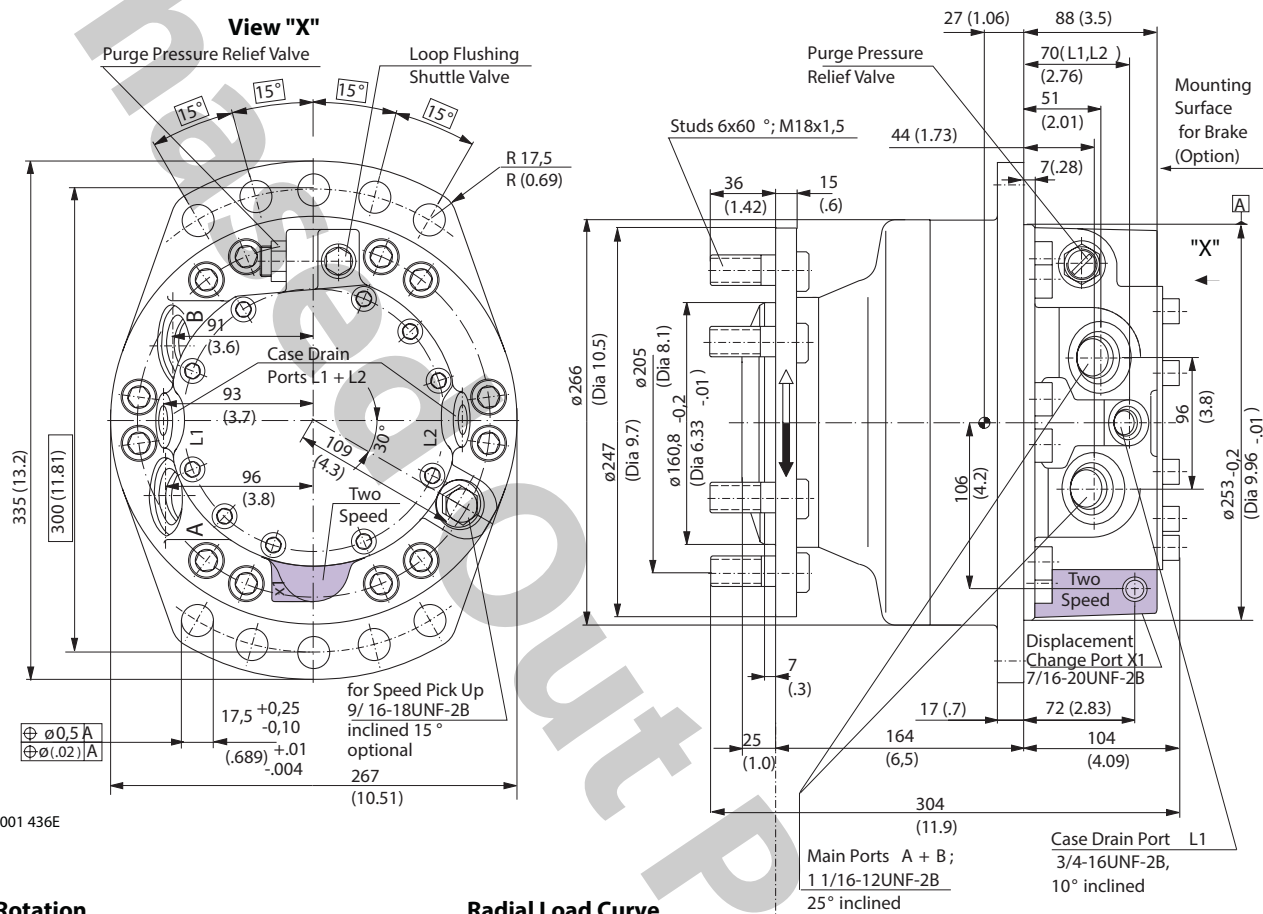 View "X"
Purge Pressure Relief Valve
Loop Flushing
Shuttle Valve
15°
15°
15°
15°
R 17,5
R (0.69)
335 (13.2)
300 (11.81)
B
91
(3.6)
Case Drain
Ports L1 + L2
93
(3.7)
L1
109
(4.3)
30°
L2
96
(3.8)
Two
Speed
A
x
for Speed Pick Up
9/ 16-18UNF-2B
inclined 15 °
optional
17,5 +0,25
-0,10
(.689) +.01
-.004
ø 0,5 A
Ø (.02) A
267
(10.51)
001 436E
27 (1.06)
88 (3.5)
Purge Pressure
Relief Valve
70(L1,L2 )
(2.76)
Mounting
Surface
for Brake
(Option)
51
(2.01)
Studs 6x60 °; M18x1,5
44 (1.73)
7(.28)
36
(1.42)
15
(.6)
A
"X"
ø266
(Dia 10.5)
ø247
(Dia 9.7)
ø205
(Dia 8.1)
ø160,8 -0,2
(Dia 6.33 -.01 )
106
(4.2)
96
(3.8)
ø253-0,2
(Dia 9.96 -.01)
Two
Speed
Displacement
Change Port X1
7/16-20UNF-2B
7
(.3)
17 (.7)
72 (2.83)
25
(1.0)
164
(6,5)
104
(4.09)
304
(11.9)
Main Ports A + B ;
1 1/16-12UNF-2B
25° inclined
Case Drain Port L1
3/4-16UNF-2B,
10° inclined
Rotation
Radial Load Curve
hased Out P